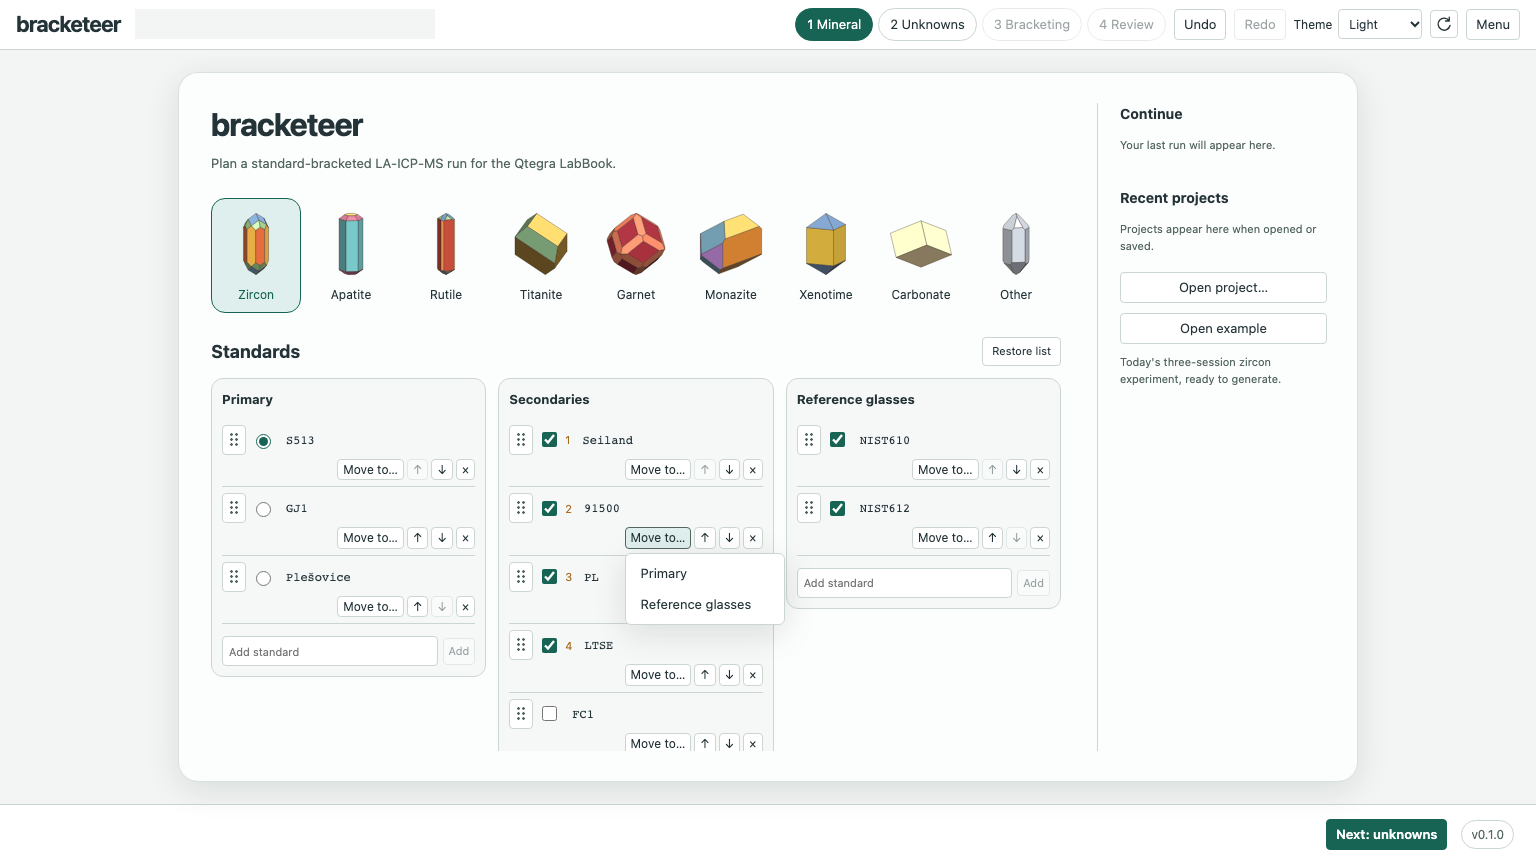 bracketeer
1 Mineral
2 Unknowns
3 Bracketing
4 Review
Undo
Redo
Theme
Light
Menu
bracketeer
Plan a standard-bracketed LA-ICP-MS run for the Qtegra LabBook.
Zircon
Apatite
Rutile
Titanite
Garnet
Monazite
Xenotime
Carbonate
Other
Standards
Restore list
Primary
S513
Move to... ↑ ↓ ×
GJ1
Move to... ↑ ↓ ×
Plešovice
Move to... ↑ ↓ ×
Add standard
Add
Secondaries
1 Seiland
Move to... ↑ ↓ ×
2 91500
Move to... ↑ ↓ ×
Primary
Reference glasses
3 PL
4 LTSE
Move to... ↑ ↓ ×
FC1
Move to... ↑ ↓ ×
Reference glasses
NIST610
Move to... ↑ ↓ ×
NIST612
Move to... ↑ ↓ ×
Add standard
Add
Continue
Your last run will appear here.
Recent projects
Projects appear here when opened or
saved.
Open project...
Open example
Today's three-session zircon
experiment, ready to generate.
Next: unknowns
v0.1.0